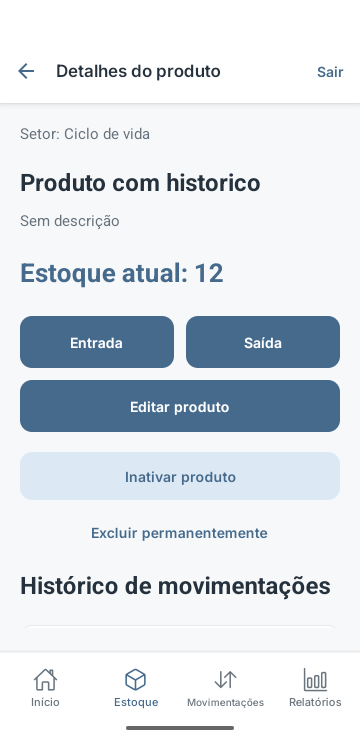 Detalhes do produto
Sair
Setor: Ciclo de vida
Produto com historico
Sem descrição
Estoque atual: 12
Entrada
Saída
Editar produto
Inativar produto
Excluir permanentemente
Histórico de movimentações
Início
Estoque
Movimentações
Relatórios